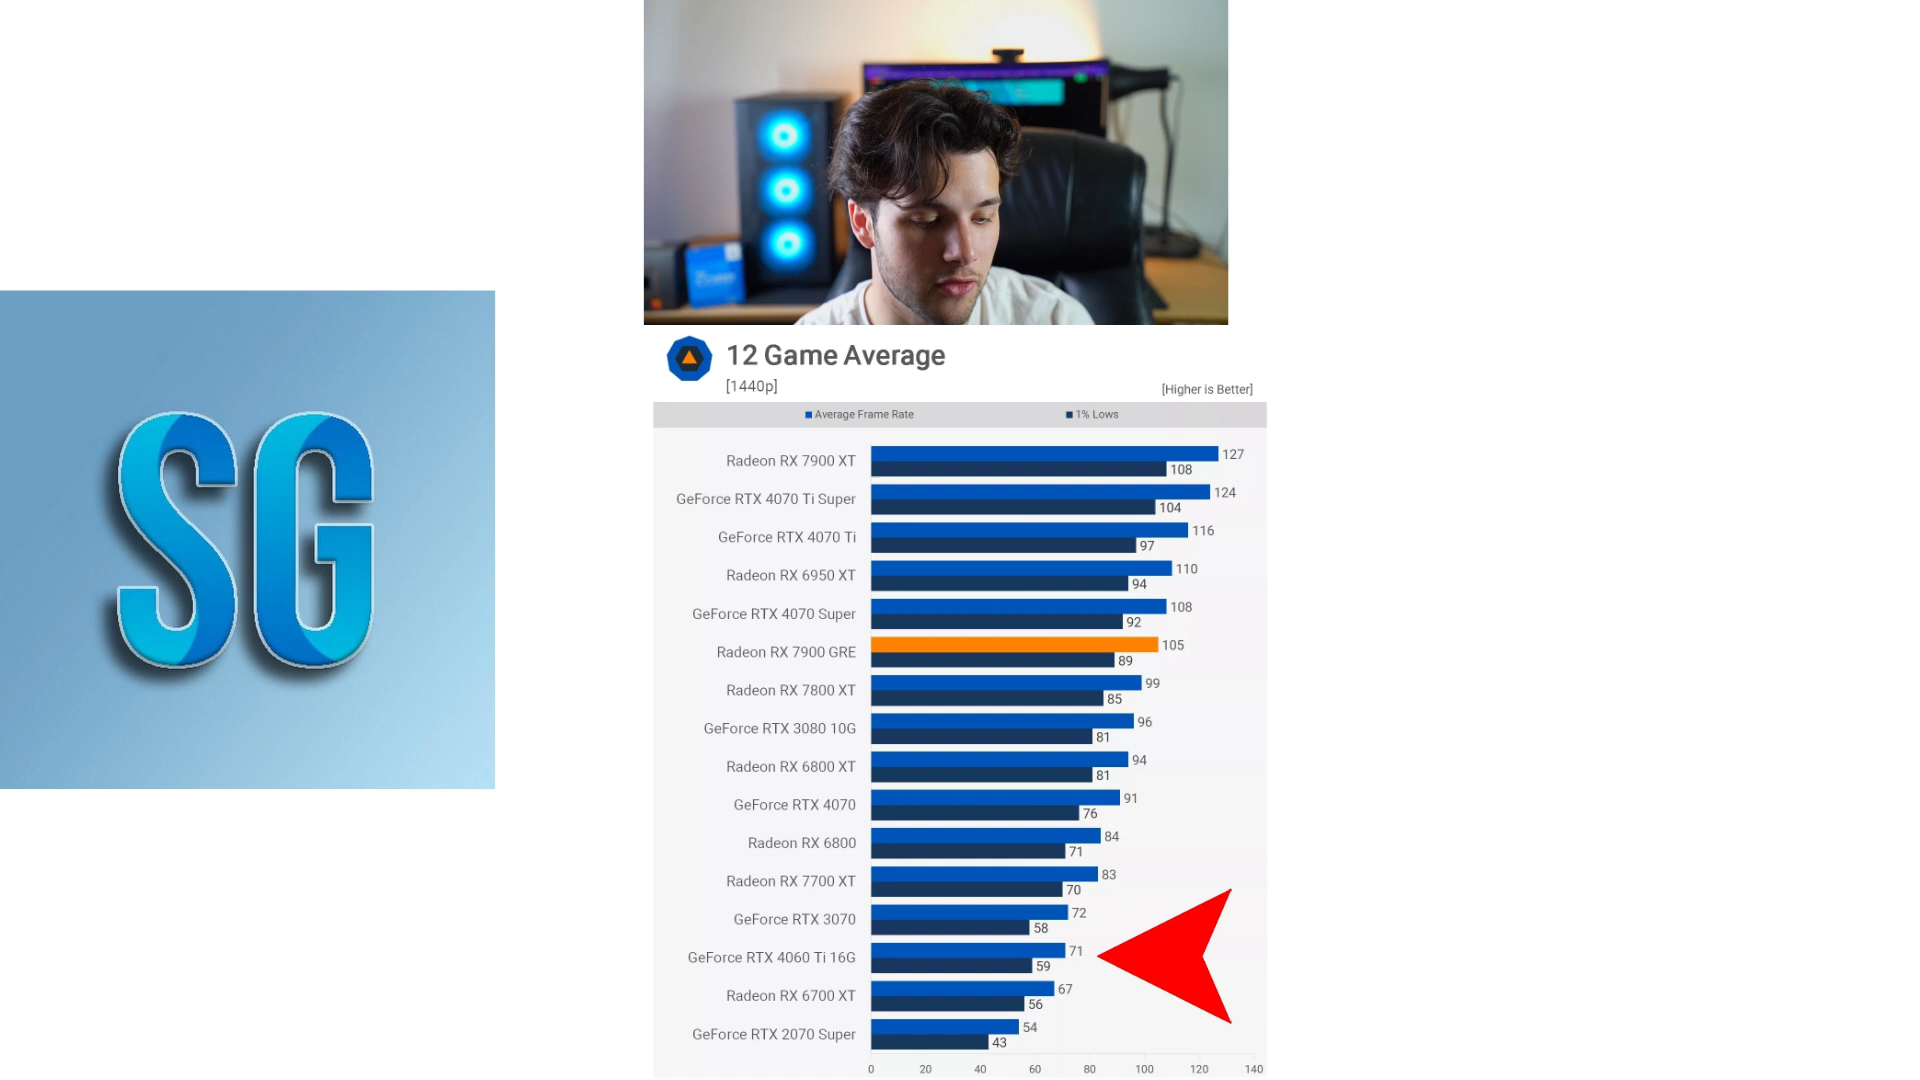 SG
12 Game Average
[1440p]
[Higher is Better]
Average Frame Rate 1% Lows
Radeon RX 7900 XT 127
108
GeForce RTX 4070 Ti Super 124
104
GeForce RTX 4070 Ti 116
97
Radeon RX 6950 XT 110
94
GeForce RTX 4070 Super 108
92
Radeon RX 7900 GRE 105
89
Radeon RX 7800 XT 99
85
GeForce RTX 3080 10G 96
81
Radeon RX 6800 XT 94
81
GeForce RTX 4070 91
76
Radeon RX 6800 84
71
Radeon RX 7700 XT 83
70
GeForce RTX 3070 72
58
GeForce RTX 4060 Ti 16G 71
59
Radeon RX 6700 XT 67
56
GeForce RTX 2070 Super 54
43
0 20 40 60 80 100 120 140